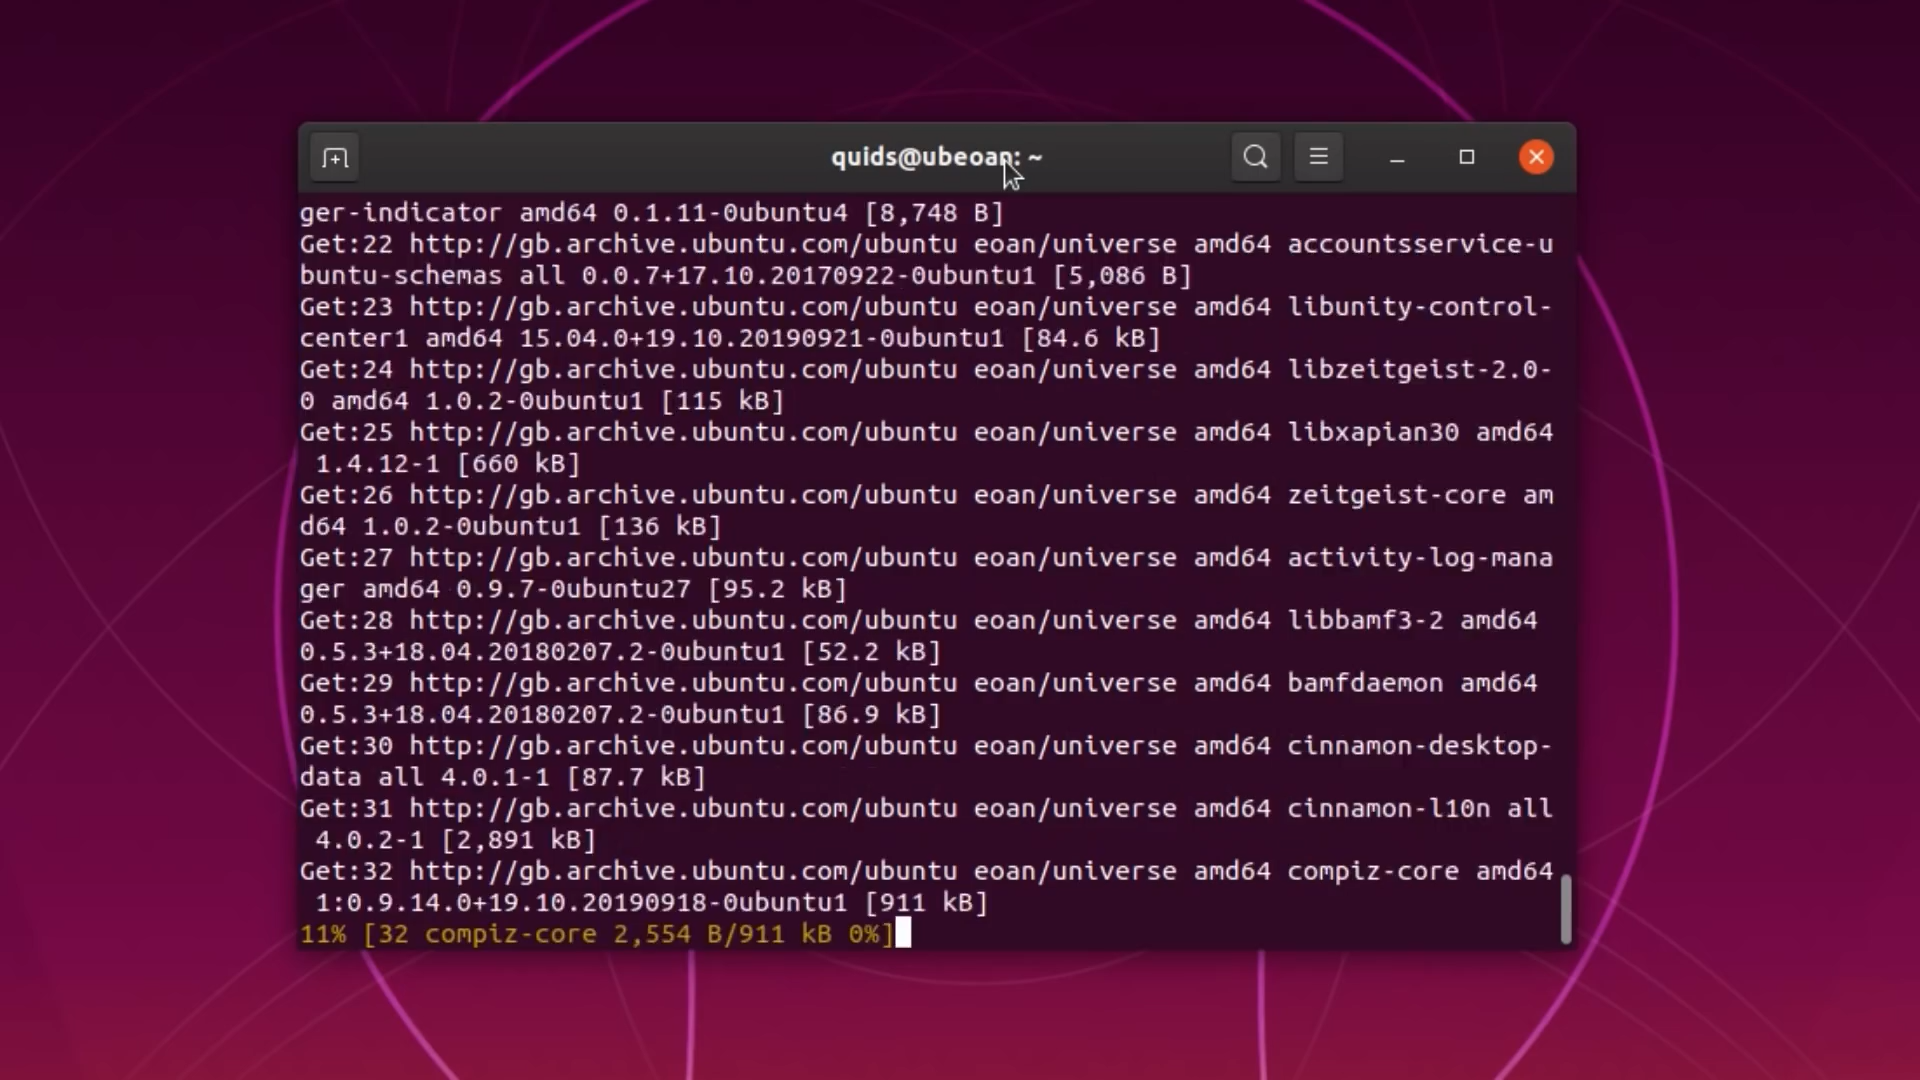 quids@ubeoan: ~
ger-indicator amd64 0.1.11-0ubuntu4 [8,748 B]
Get:22 http://gb.archive.ubuntu.com/ubuntu eoan/universe amd64 accountsservice-u
buntu-schemas all 0.0.7+17.10.20170922-0ubuntu1 [5,086 B]
Get:23 http://gb.archive.ubuntu.com/ubuntu eoan/universe amd64 libunity-control-
center1 amd64 15.04.0+19.10.20190921-0ubuntu1 [84.6 kB]
Get:24 http://gb.archive.ubuntu.com/ubuntu eoan/universe amd64 libzeitgeist-2.0-
0 amd64 1.0.2-0ubuntu1 [115 kB]
Get:25 http://gb.archive.ubuntu.com/ubuntu eoan/universe amd64 libxapian30 amd64
 1.4.12-1 [660 kB]
Get:26 http://gb.archive.ubuntu.com/ubuntu eoan/universe amd64 zeitgeist-core am
d64 1.0.2-0ubuntu1 [136 kB]
Get:27 http://gb.archive.ubuntu.com/ubuntu eoan/universe amd64 activity-log-mana
ger amd64 0.9.7-0ubuntu27 [95.2 kB]
Get:28 http://gb.archive.ubuntu.com/ubuntu eoan/universe amd64 libbamf3-2 amd64
0.5.3+18.04.20180207.2-0ubuntu1 [52.2 kB]
Get:29 http://gb.archive.ubuntu.com/ubuntu eoan/universe amd64 bamfdaemon amd64
0.5.3+18.04.20180207.2-0ubuntu1 [86.9 kB]
Get:30 http://gb.archive.ubuntu.com/ubuntu eoan/universe amd64 cinnamon-desktop-
data all 4.0.1-1 [87.7 kB]
Get:31 http://gb.archive.ubuntu.com/ubuntu eoan/universe amd64 cinnamon-l10n all
 4.0.2-1 [2,891 kB]
Get:32 http://gb.archive.ubuntu.com/ubuntu eoan/universe amd64 compiz-core amd64
 1:0.9.14.0+19.10.20190918-0ubuntu1 [911 kB]
11% [32 compiz-core 2,554 B/911 kB 0%]